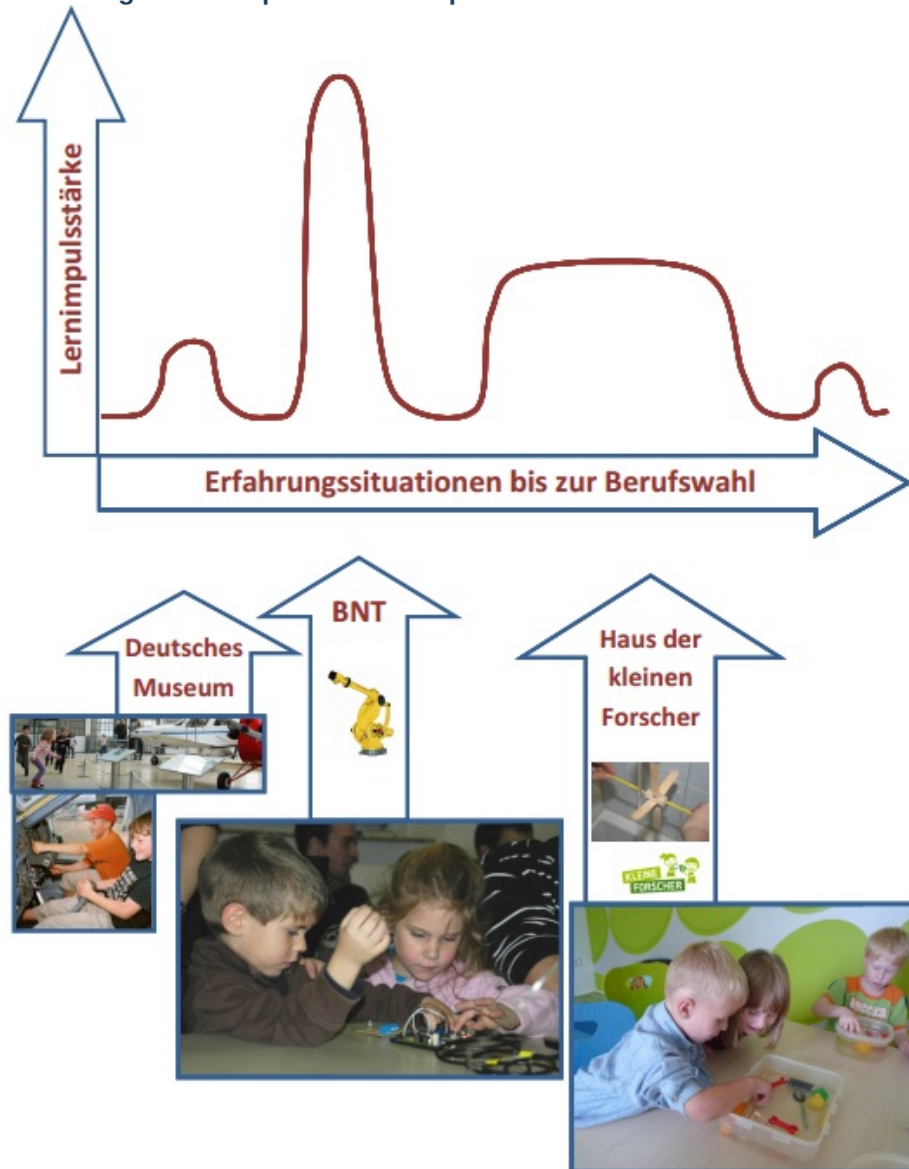 Lernimpulsstärke
Erfahrungssituationen bis zur Berufswahl
Deutsches
Museum
BNT
Haus der
kleinen
Forscher
KLEINE
FORSCHER